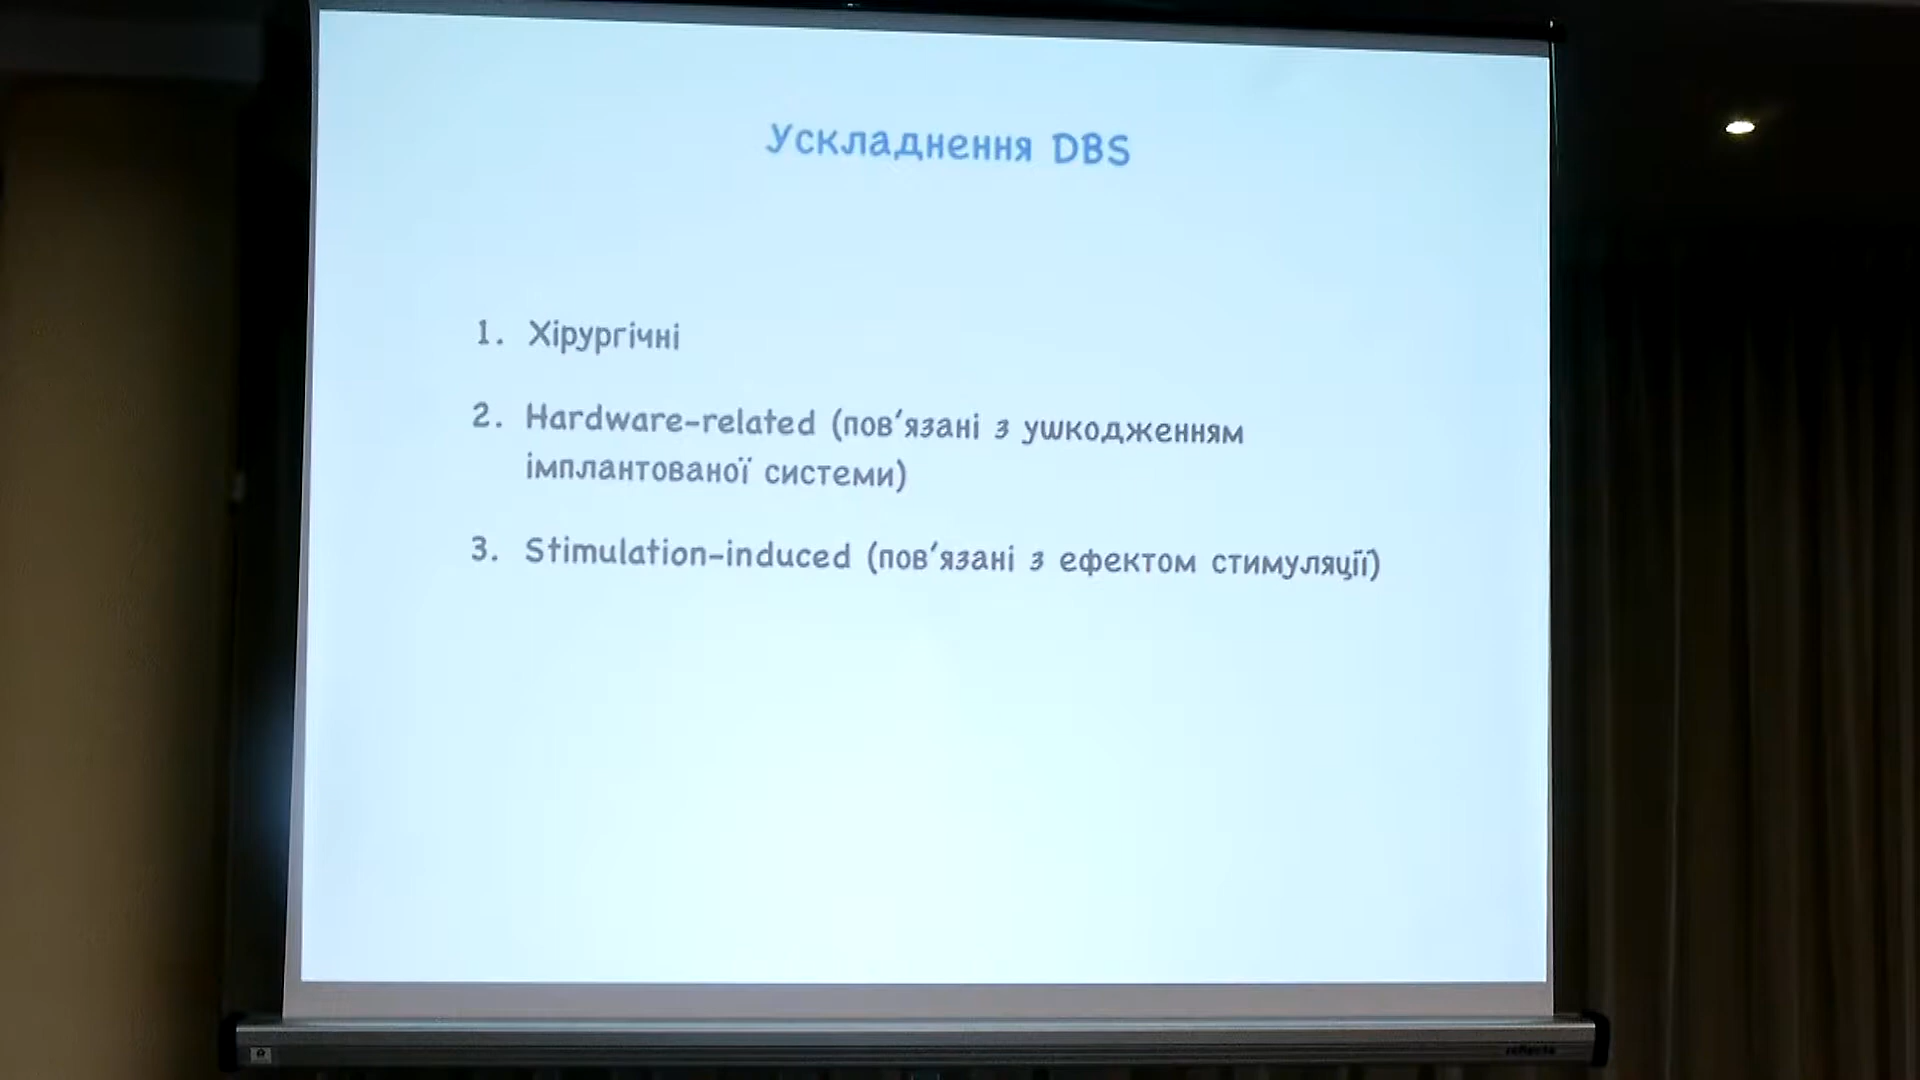 Ускладнення DBS
1. Хірургічні
2. Hardware-related (пов'язані з ушкодженням
імплантованої системи)
3. Stimulation-induced (пов'язані з ефектом стимуляції)